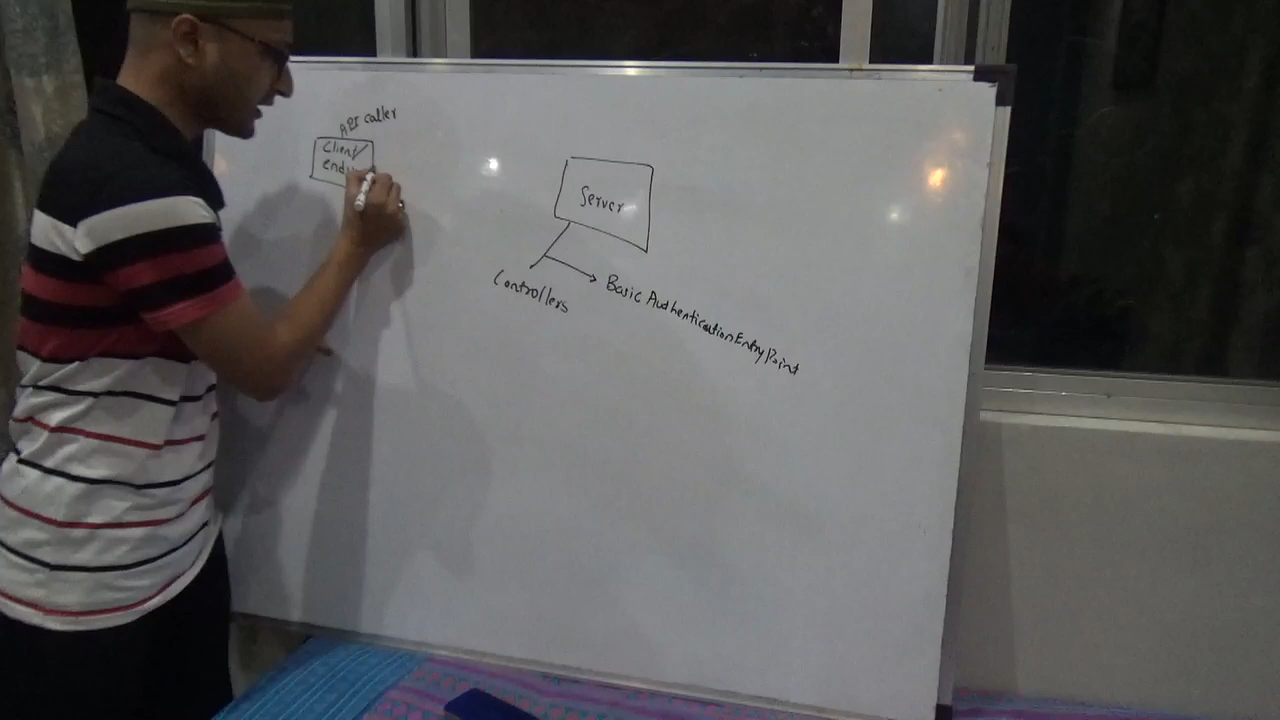 API caller
Client/
Server
Controllers
Basic AuthenticationEntryPoint